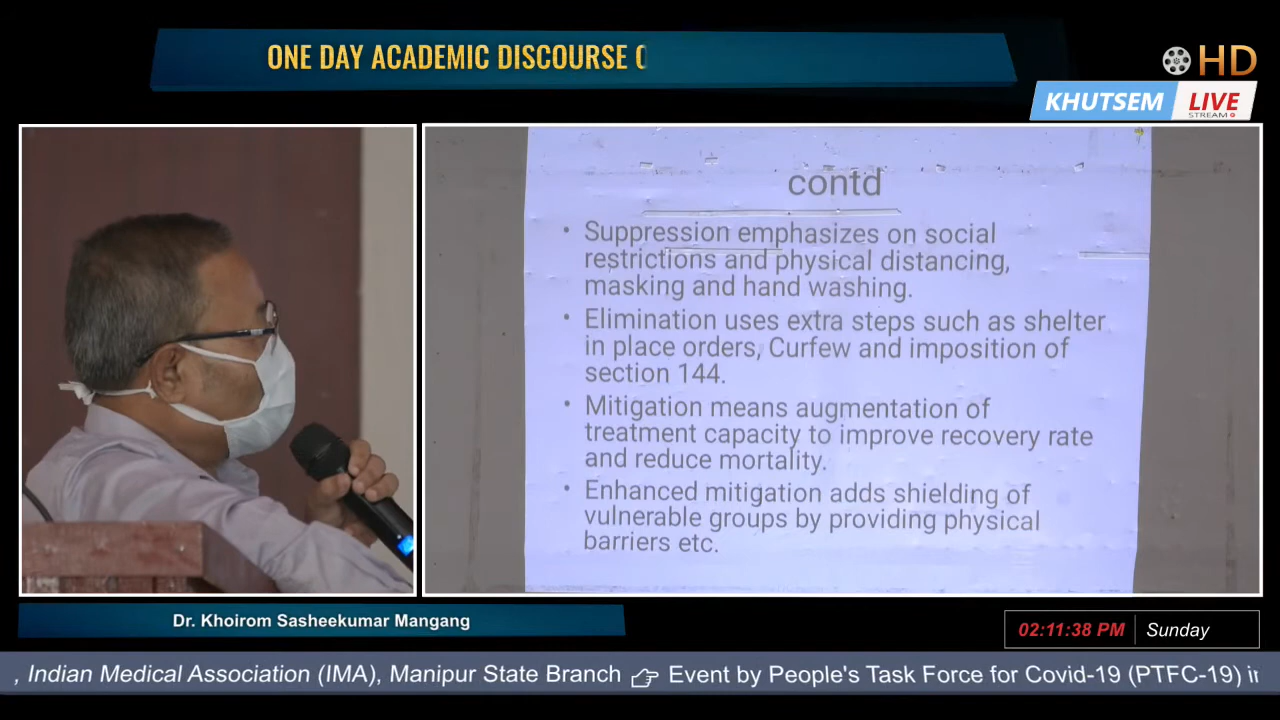 ONE DAY ACADEMIC DISCOURSE
HD
KHUTSEM LIVE
STREAM
contd
• Suppression emphasizes on social
restrictions and physical distancing,
masking and hand washing.
• Elimination uses extra steps such as shelter
in place orders, Curfew and imposition of
section 144.
• Mitigation means augmentation of
treatment capacity to improve recovery rate
and reduce mortality.
• Enhanced mitigation adds shielding of
vulnerable groups by providing physical
barriers etc.
Dr. Khoirom Sasheekumar Mangang
02:11:38 PM Sunday
, Indian Medical Association (IMA), Manipur State Branch Event by People's Task Force for Covid-19 (PTFC-19)